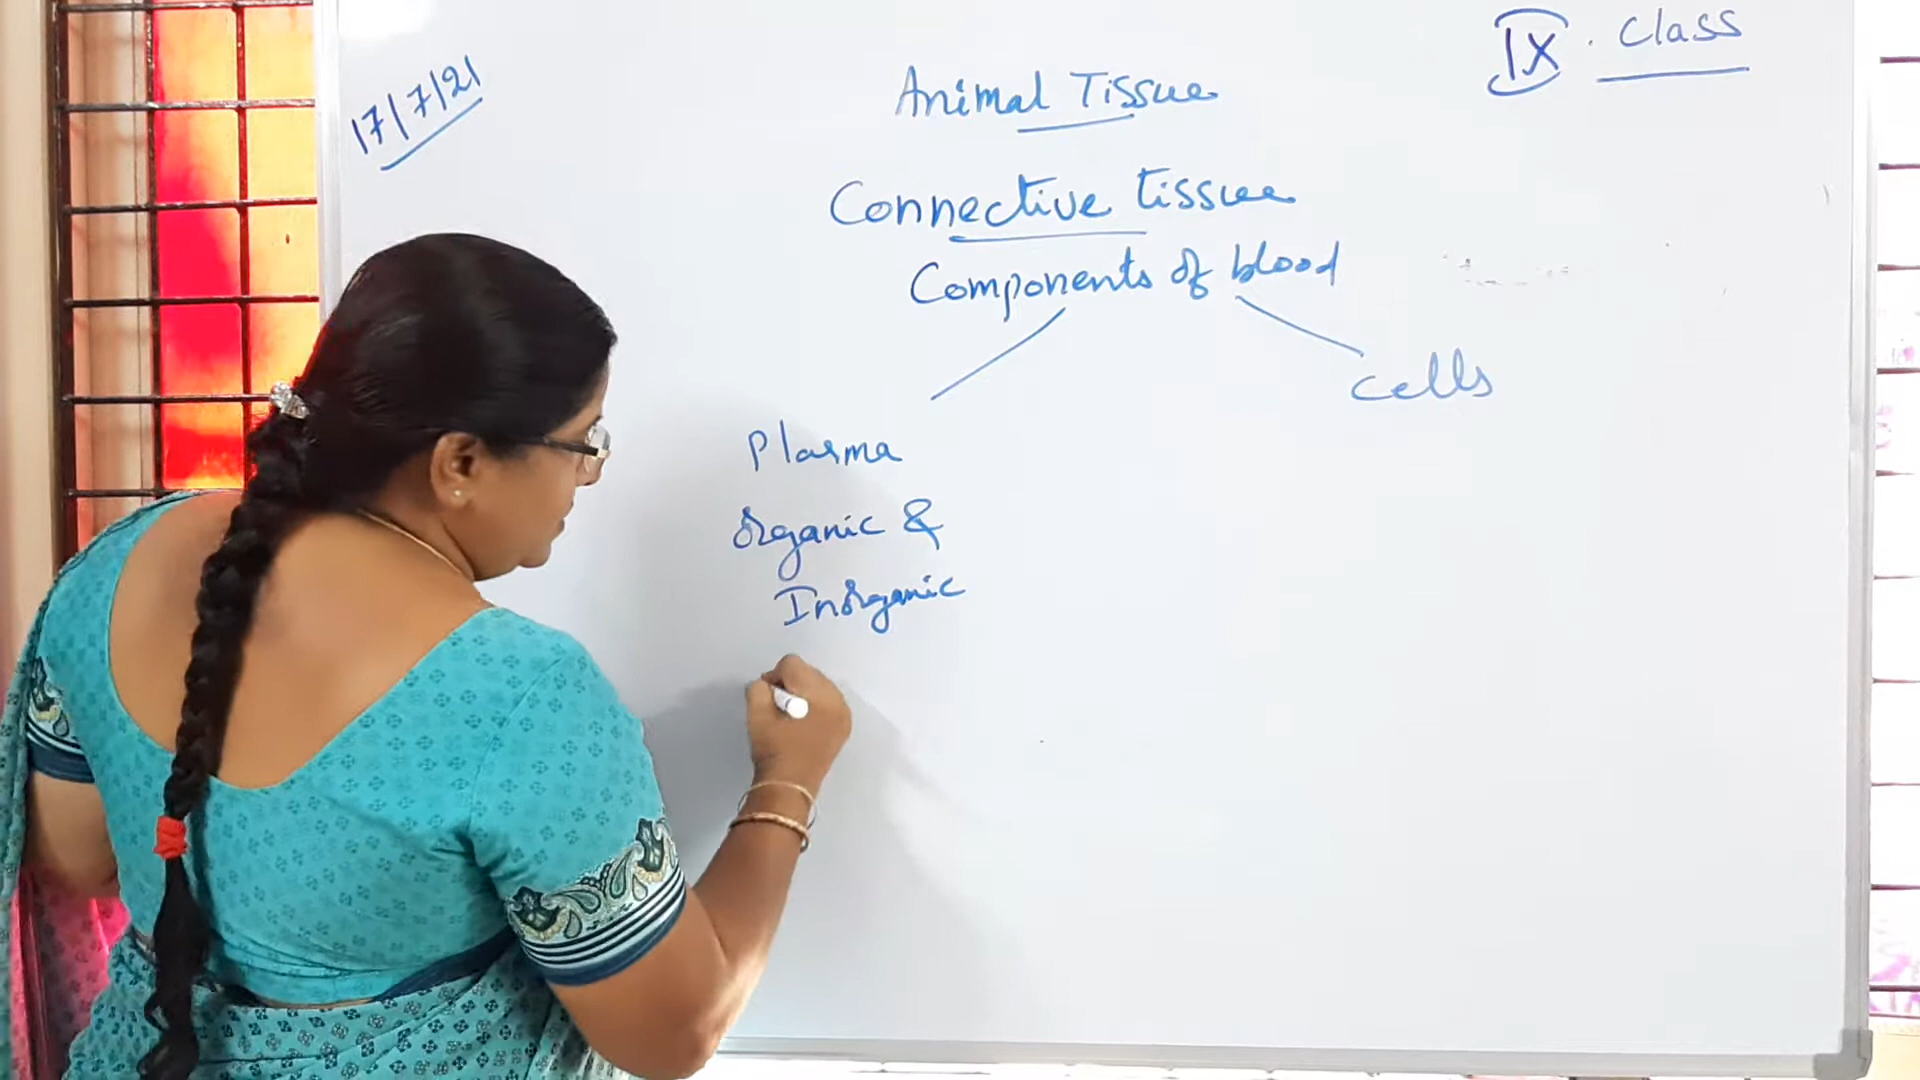 17/7/21
IX. Class
Animal Tissue
Connective tissue
Components of blood
Cells
Plasma
Organic &
Inorganic